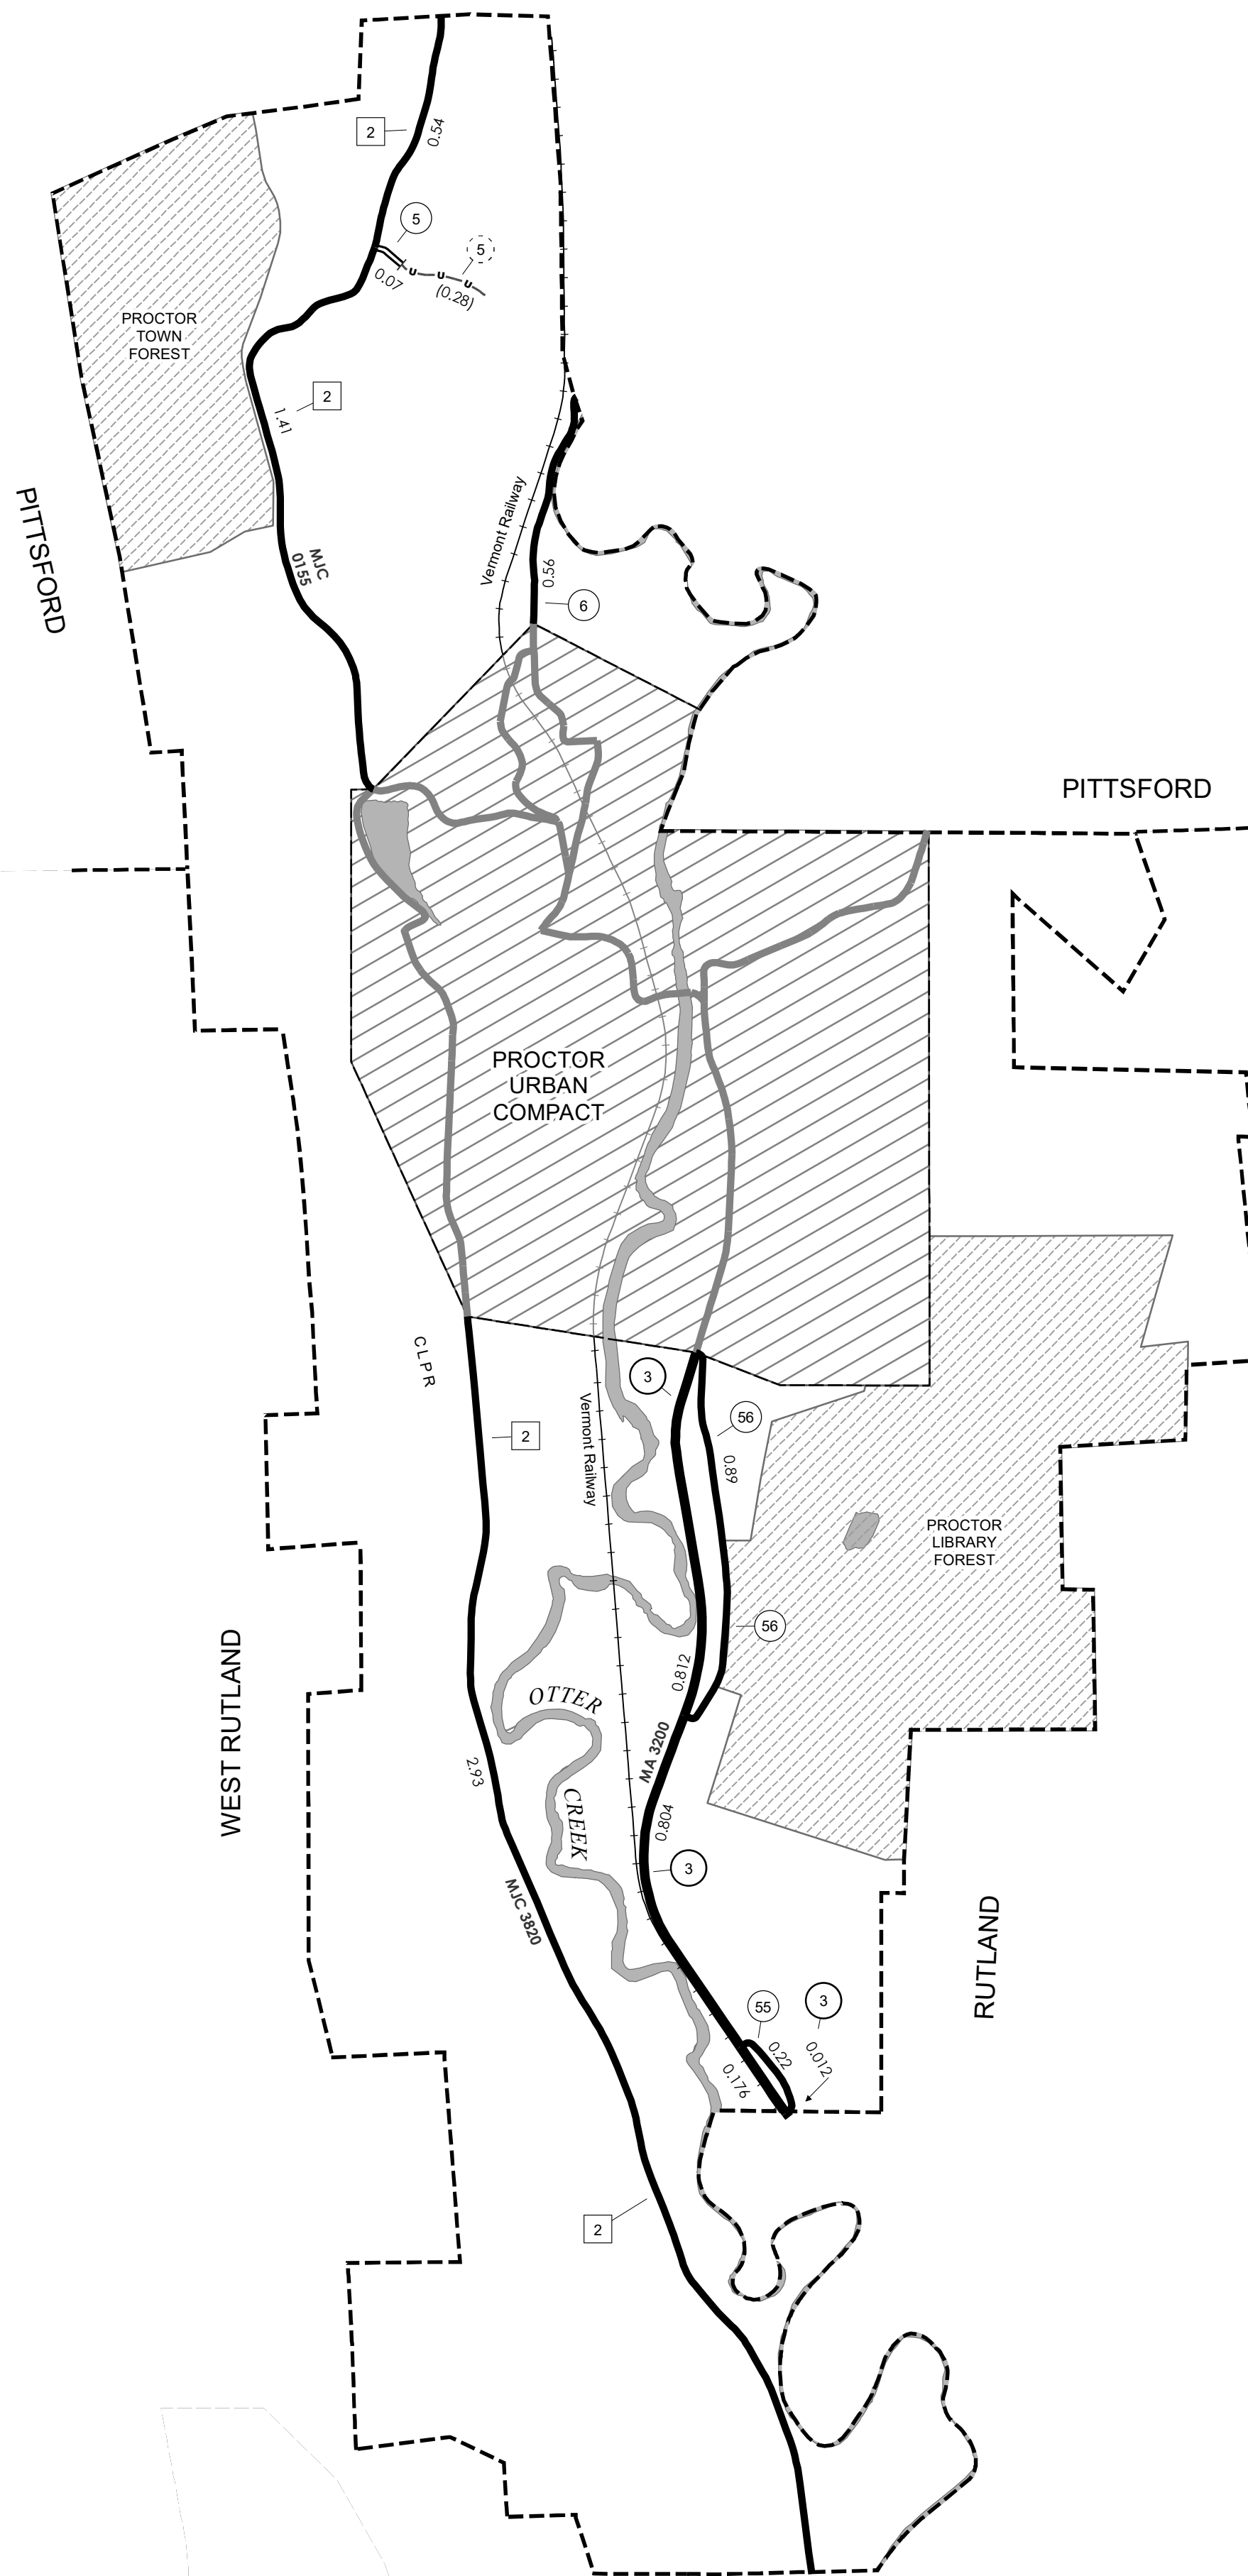 2
0.54
5
5
0.07
(0.28)
PROCTOR
TOWN
FOREST
2
1.41
PITTSFORD
Vermont Railway
MJC
0155
0.56
6
PITTSFORD
PROCTOR
URBAN
COMPACT
CLPR
3
Vermont Railway
56
2
0.89
PROCTOR
LIBRARY
FOREST
56
WEST RUTLAND
0.812
OTTER
MA 3200
2.93
CREEK
0.804
3
MJC 3820
RUTLAND
55
3
0.22
0.012
0.176
2